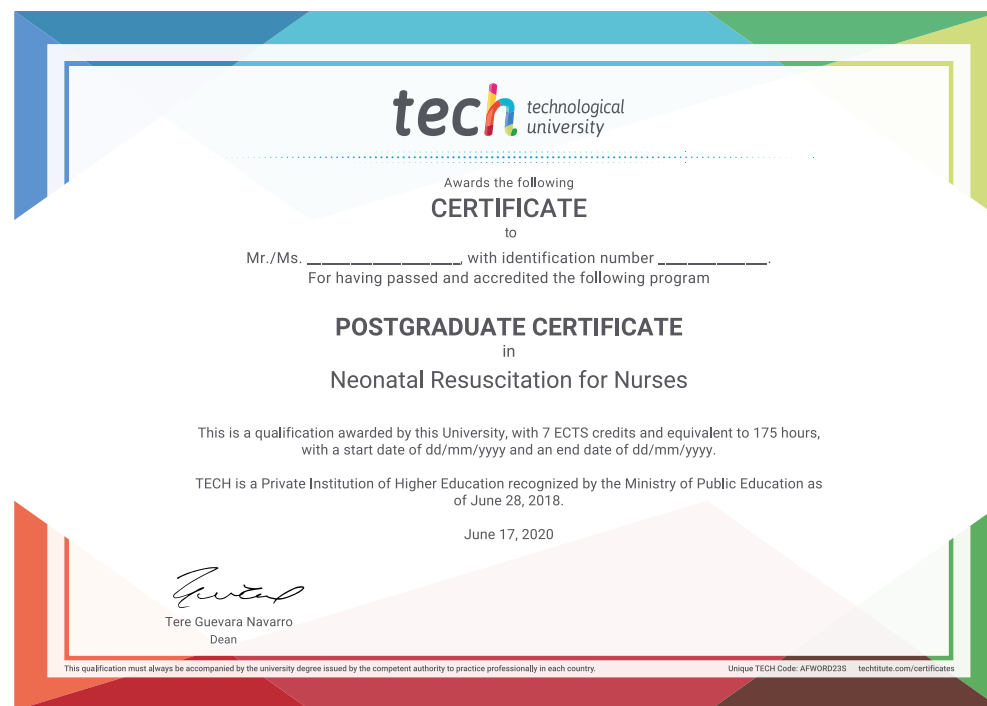 tech technological
university
Awards the following
CERTIFICATE
to
Mr./Ms. ____________________, with identification number ______________.
For having passed and accredited the following program
POSTGRADUATE CERTIFICATE
in
Neonatal Resuscitation for Nurses
This is a qualification awarded by this University, with 7 ECTS credits and equivalent to 175 hours,
with a start date of dd/mm/yyyy and an end date of dd/mm/yyyy.
TECH is a Private Institution of Higher Education recognized by the Ministry of Public Education as
of June 28, 2018.
June 17, 2020
Tere Guevara Navarro
Dean
This qualification must always be accompanied by the university degree issued by the competent authority to practice professionally in each country.
Unique TECH Code: AFWORD23S techtitute.com/certificates